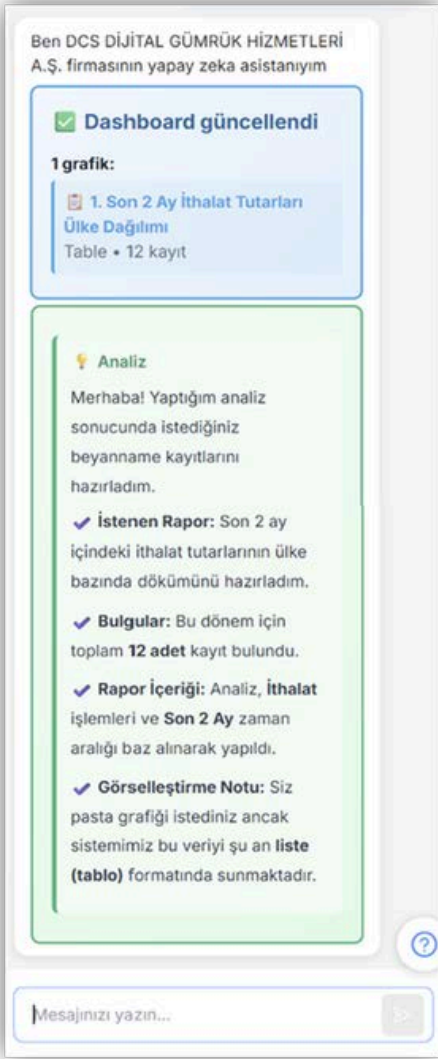 Ben DCS DİJİTAL GÜMRÜK HİZMETLERİ
A.Ş. firmasının yapay zeka asistanıyım
Dashboard güncellendi
1 grafik:
1. Son 2 Ay İthalat Tutarları
Ülke Dağılımı
Table • 12 kayıt
Analiz
Merhaba! Yaptığım analiz
sonucunda istediğiniz
beyanname kayıtlarını
hazırladım.
İstenen Rapor: Son 2 ay
içindeki ithalat tutarlarının ülke
bazında dökümünü hazırladım.
Bulgular: Bu dönem için
toplam 12 adet kayıt bulundu.
Rapor İçeriği: Analiz, İthalat
işlemleri ve Son 2 Ay zaman
aralığı baz alınarak yapıldı.
Görselleştirme Notu: Siz
pasta grafiği istediniz ancak
sistemimiz bu veriyi şu an liste
(tablo) formatında sunmaktadır.
?
Mesajınızı yazın...